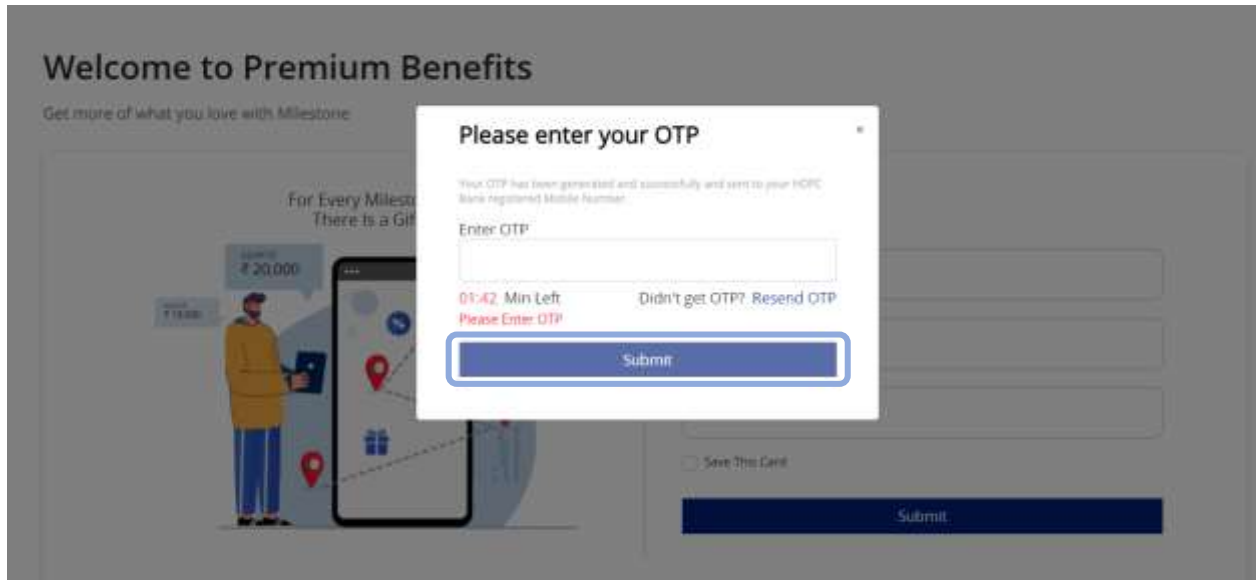 Welcome to Premium Benefits
Get more of what you love with Milestone
For Every Milesto
There Is a Gif
₹ 20,000
Please enter your OTP
Your OTP has been generated and successfully and sent to your HDFC
Bank registered Mobile Number.
Enter OTP
01:42 Min Left
Didn't get OTP? Resend OTP
Please Enter OTP
Submit
Save This Card
Submit